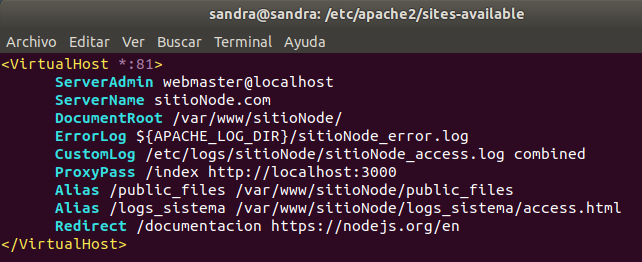 sandra@sandra: /etc/apache2/sites-available
Archivo Editar Ver Buscar Terminal Ayuda
<VirtualHost *:81>
ServerAdmin webmaster@localhost
ServerName sitioNode.com
DocumentRoot /var/www/sitioNode/
ErrorLog ${APACHE_LOG_DIR}/sitioNode_error.log
CustomLog /etc/logs/sitioNode/sitioNode_access.log combined
ProxyPass /index http://localhost:3000
Alias /public_files /var/www/sitioNode/public_files
Alias /logs_sistema /var/www/sitioNode/logs_sistema/access.html
Redirect /documentacion https://nodejs.org/en
</VirtualHost>